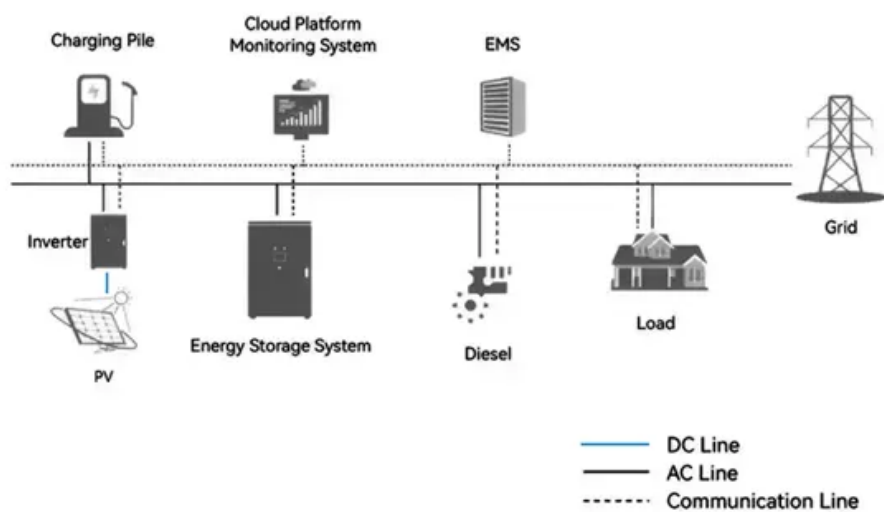 Charging Pile
Cloud Platform
Monitoring System
EMS
Grid
Inverter
PV
Energy Storage System
Diesel
Load
DC Line
AC Line
Communication Line